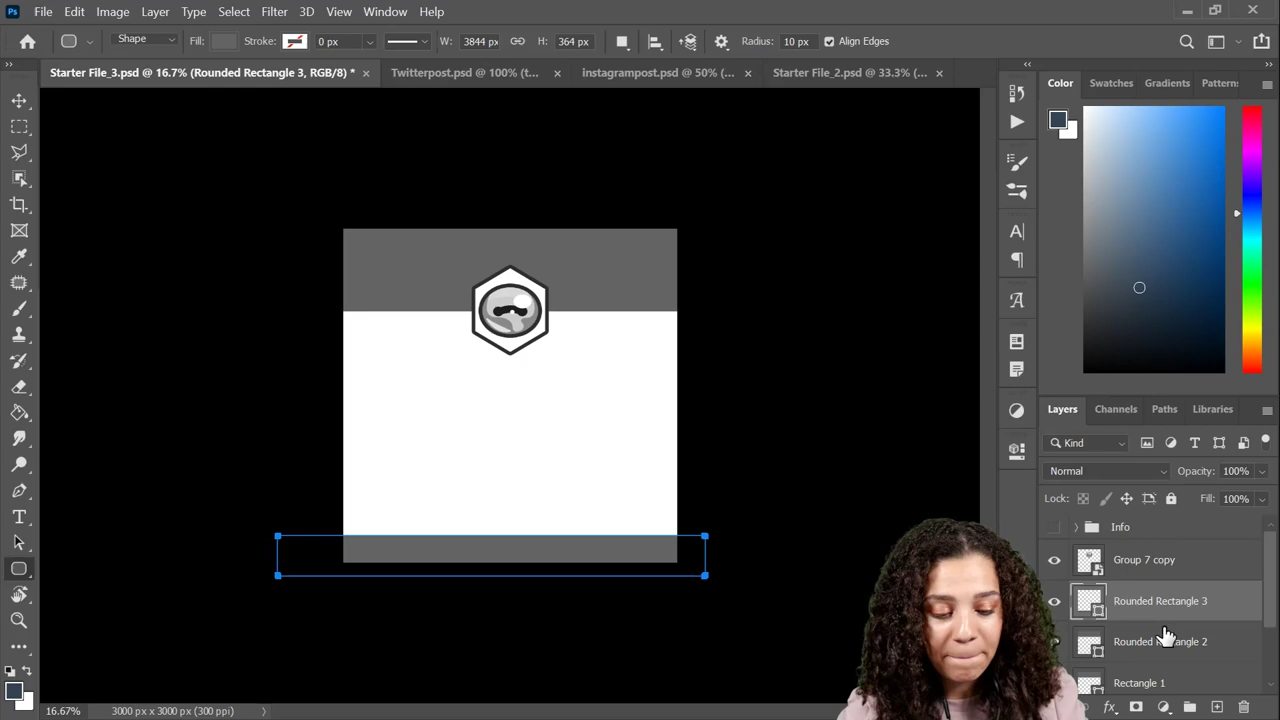 Ps File Edit Image Layer Type Select Filter 3D View Window Help
Shape Fill: Stroke: 0 px W: 3844 px H: 364 px Radius: 10 px Align Edges
Starter File_3.psd @ 16.7% (Rounded Rectangle 3, RGB/8) * Twitterpost.psd @ 100% (t... instagrampost.psd @ 50% (... Starter File_2.psd @ 33.3% (...
Color Swatches Gradients Patterns
Layers Channels Paths Libraries
Kind
Normal Opacity: 100%
Lock: Fill: 100%
Info
Group 7 copy
Rounded Rectangle 3
Rounded Rectangle 2
Rectangle 1
16.67% 3000 px x 3000 px (300 ppi)